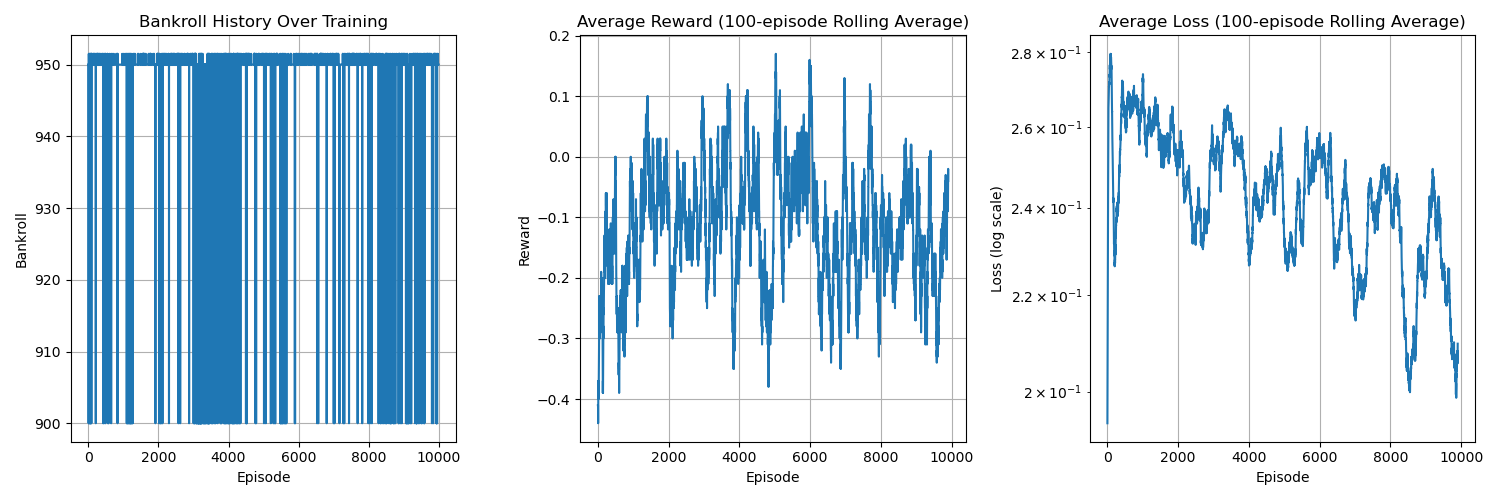 Bankroll History Over Training
Bankroll
950
940
930
920
910
900
0 2000 4000 6000 8000 10000
Episode
Average Reward (100-episode Rolling Average)
Reward
0.2
0.1
0.0
−0.1
−0.2
−0.3
−0.4
0 2000 4000 6000 8000 10000
Episode
Average Loss (100-episode Rolling Average)
Loss (log scale)
2.8 × 10⁻¹
2.6 × 10⁻¹
2.4 × 10⁻¹
2.2 × 10⁻¹
2 × 10⁻¹
0 2000 4000 6000 8000 10000
Episode